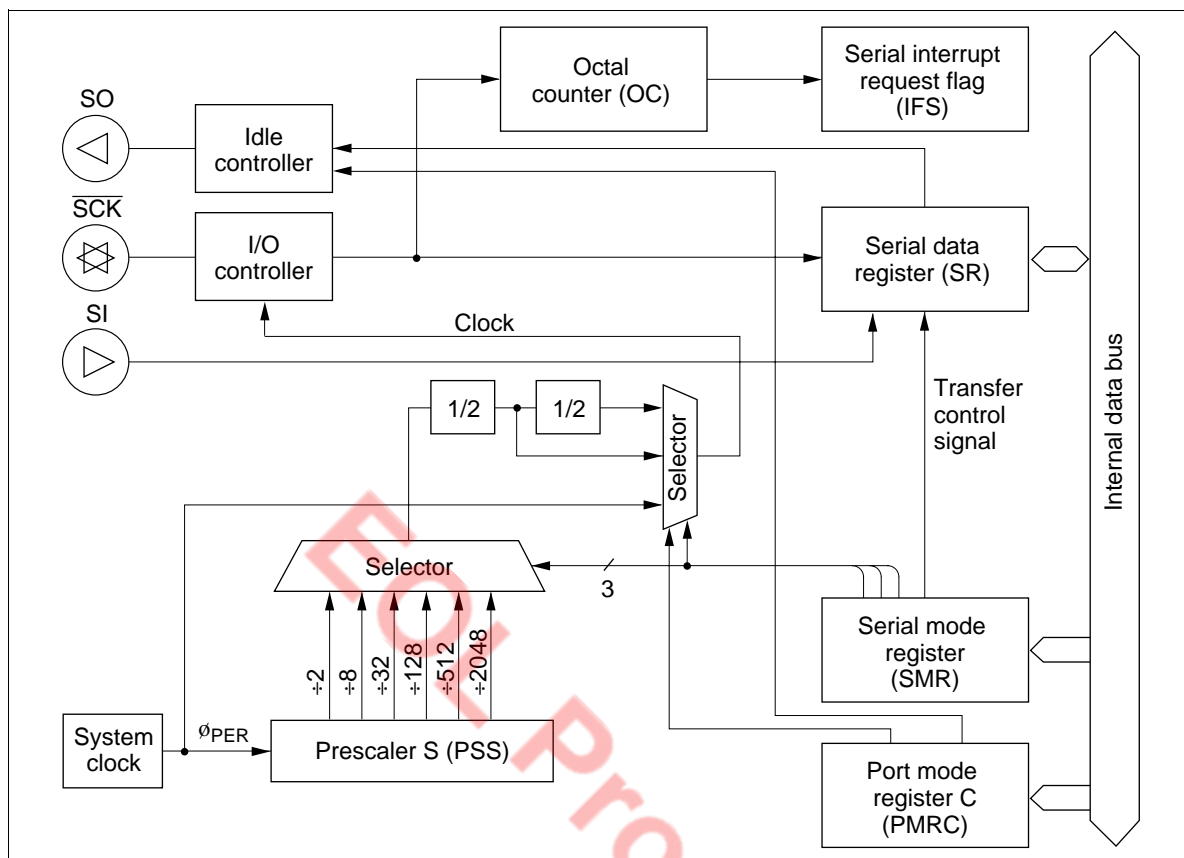 Octal
counter (OC)
Serial interrupt
request flag
(IFS)
SO
Idle
controller
SCK
I/O
controller
Serial data
register (SR)
SI
Clock
Transfer
control
signal
1/2
1/2
Selector
Internal data bus
Selector
3
÷2
÷8
÷32
÷128
÷512
÷2048
Serial mode
register
(SMR)
System
clock
øPER
Prescaler S (PSS)
Port mode
register C
(PMRC)
EOL Pro